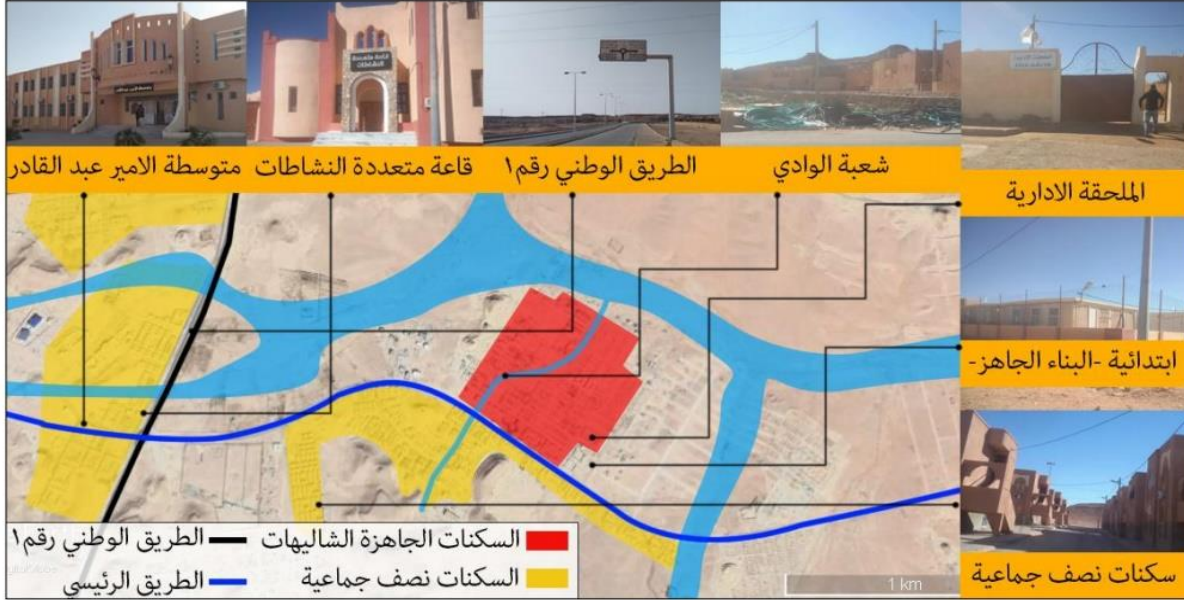 متوسطة الامير عبد القادر
قاعة متعددة النشاطات
الطريق الوطني رقم١
شعبة الوادي
الملحقة الادارية
ابتدائية -البناء الجاهز-
سكنات نصف جماعية
السكنات الجاهزة الشاليهات
الطريق الوطني رقم١
السكنات نصف جماعية
الطريق الرئيسي
1 km